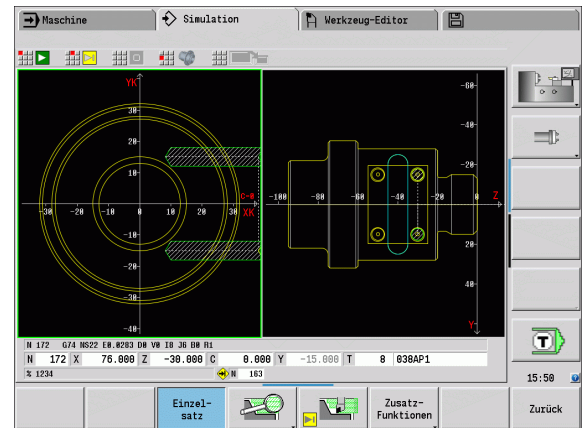 Maschine
Simulation
Werkzeug-Editor
YK
30
20
10
-30 -20 -10 0 10 20 30 XK
C=0
-10
-20
-30
-40
-60
-40
-20
-100 -80 -60 -40 -20 0 Z
20
40
Y
N 172 G74 NS22 E0.0283 D0 V0 I8 J6 B0 R1
N 172 X 76.000 Z -30.000 C 0.000 Y -15.000 T 8 038AP1
% 1234 N 163
T
15:50
Einzel-
satz
Zusatz-
Funktionen
Zurück